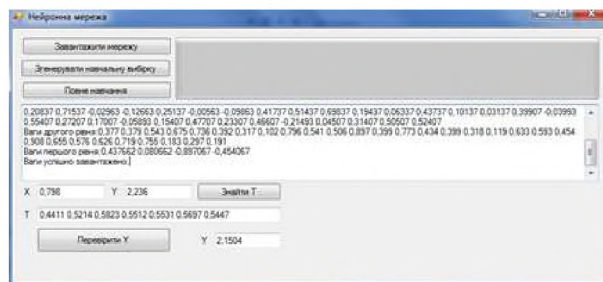 Нейронна мережа
Завантажити мережу
Згенерувати навчальну вибірку
Повне навчання
0,20837 0,71537 -0,02963 -0,12663 0,25137 -0,00563 -0,09863 0,41737 0,51437 0,69837 0,19437 0,06337 0,43737 0,10137 0,03137 0,39907 -0,03993
0,55407 0,27207 0,17007 -0,05893 0,15407 0,47707 0,23307 0,46607 -0,21493 0,04507 0,31407 0,50507 0,52407
Ваги другого рівня:0,377 0,379 0,543 0,675 0,736 0,392 0,317 0,102 0,796 0,541 0,506 0,897 0,399 0,773 0,434 0,399 0,318 0,119 0,633 0,593 0,454
0,908 0,655 0,576 0,626 0,719 0,755 0,183 0,297 0,191
Ваги першого рівня:0,437662 0,080662 -0,897067 -0,454067
Ваги успішно завантажено:
X 0,798 Y 2,236 Знайти T
T 0,4411 0,5214 0,5823 0,5512 0,5531 0,5697 0,5447
Перевірити Y Y 2,1504